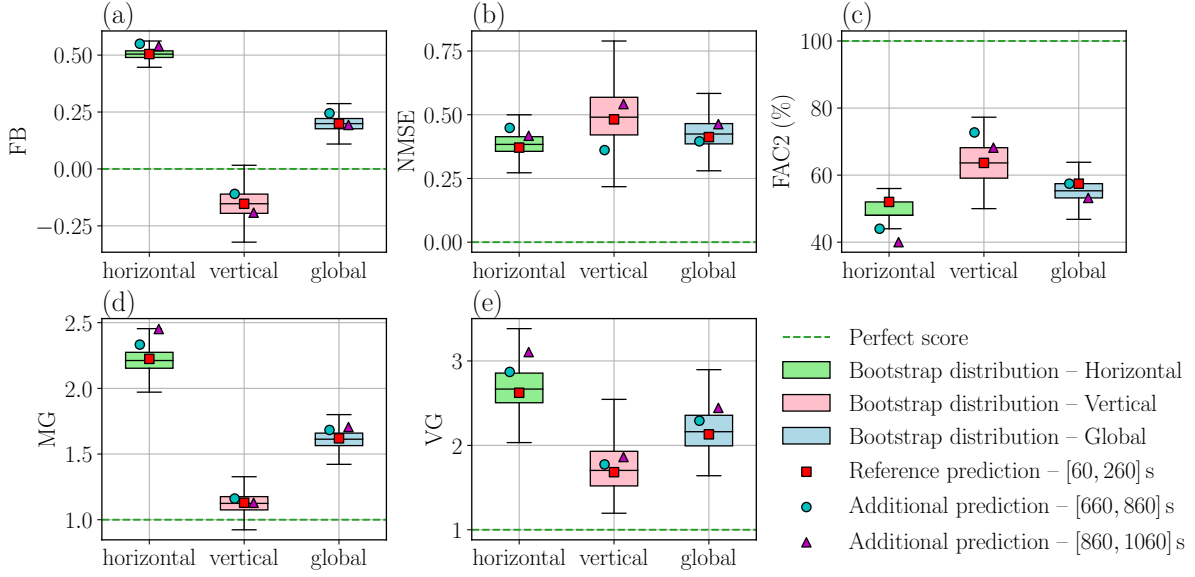 (a)
FB
0.50
0.25
0.00
−0.25
horizontal vertical global
(b)
NMSE
0.75
0.50
0.25
0.00
horizontal vertical global
(c)
FAC2 (%)
100
80
60
40
horizontal vertical global
(d)
MG
2.5
2.0
1.5
1.0
horizontal vertical global
(e)
VG
3
2
1
horizontal vertical global
Perfect score
Bootstrap distribution – Horizontal
Bootstrap distribution – Vertical
Bootstrap distribution – Global
Reference prediction – [60, 260] s
Additional prediction – [660, 860] s
Additional prediction – [860, 1060] s